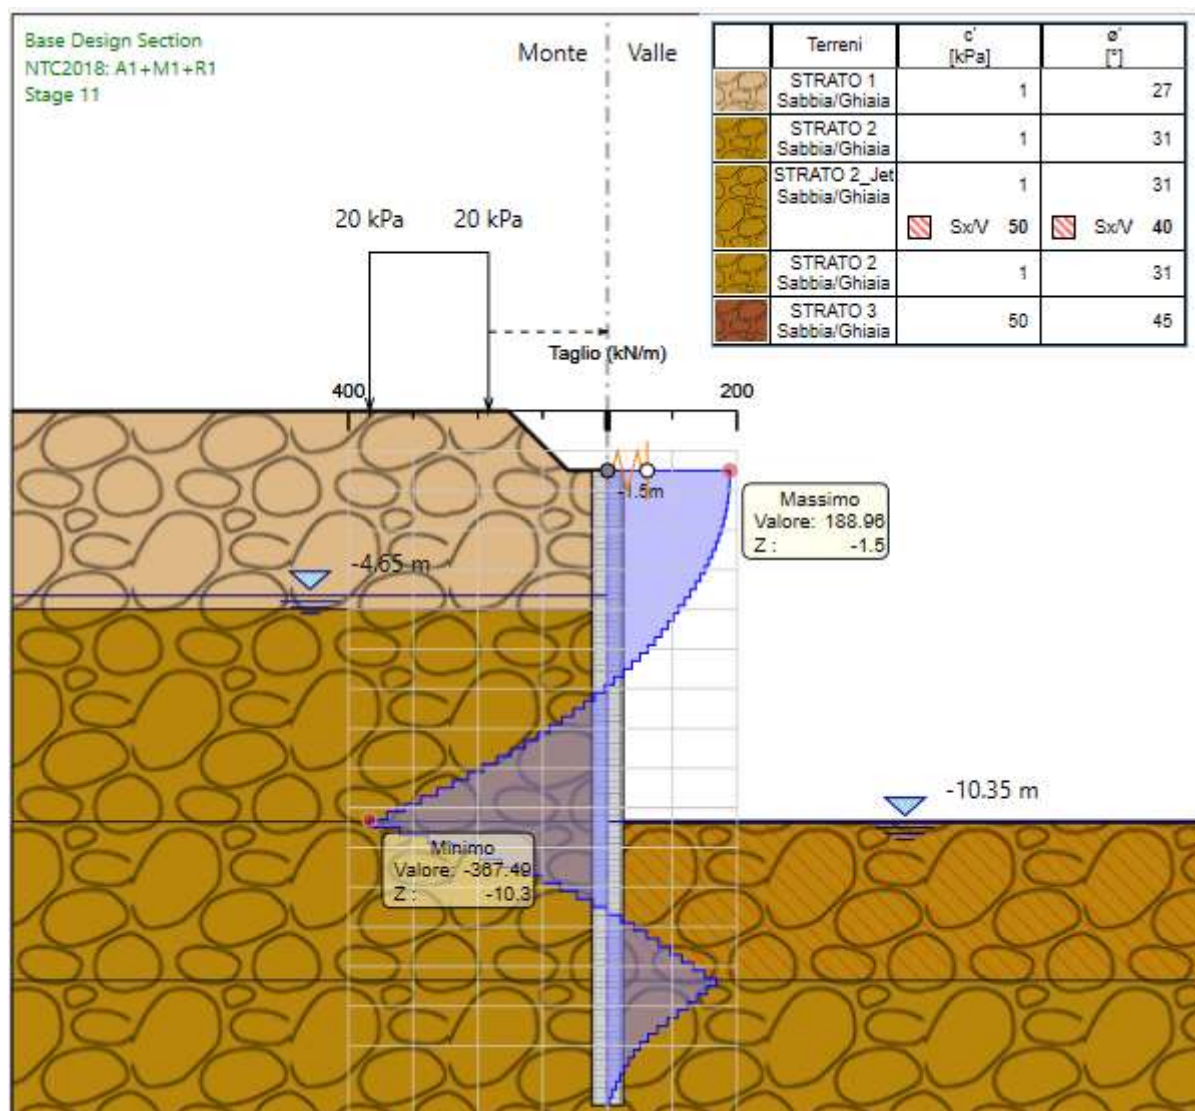 Base Design Section
NTC2018: A1+M1+R1
Stage 11
Monte
Valle
Terreni
c'
[kPa]
ø'
[°]
STRATO 1
Sabbia/Ghiaia
1
27
STRATO 2
Sabbia/Ghiaia
1
31
STRATO 2_Jet
Sabbia/Ghiaia
1
31
Sx/V 50
Sx/V 40
STRATO 2
Sabbia/Ghiaia
1
31
STRATO 3
Sabbia/Ghiaia
50
45
20 kPa
20 kPa
Taglio (kN/m)
400
200
-1.5m
Massimo
Valore: 188.96
Z : -1.5
-4.65 m
-10.35 m
Minimo
Valore: -367.49
Z : -10.3